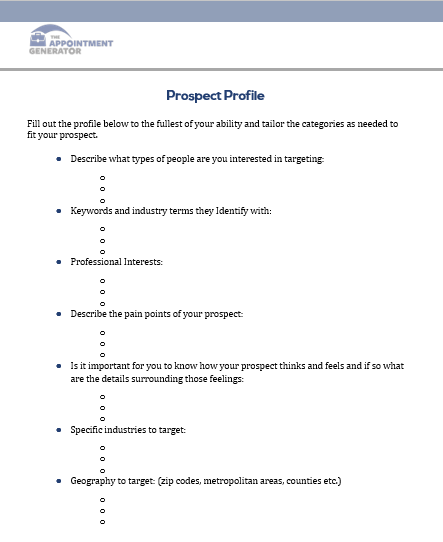 THE
APPOINTMENT
GENERATOR
Prospect Profile
Fill out the profile below to the fullest of your ability and tailor the categories as needed to
fit your prospect.
• Describe what types of people are you interested in targeting:
o
o
o
• Keywords and industry terms they Identify with:
o
o
o
• Professional Interests:
o
o
o
• Describe the pain points of your prospect:
o
o
o
• Is it important for you to know how your prospect thinks and feels and if so what
are the details surrounding those feelings:
o
o
o
• Specific industries to target:
o
o
o
• Geography to target: (zip codes, metropolitan areas, counties etc.)
o
o
o